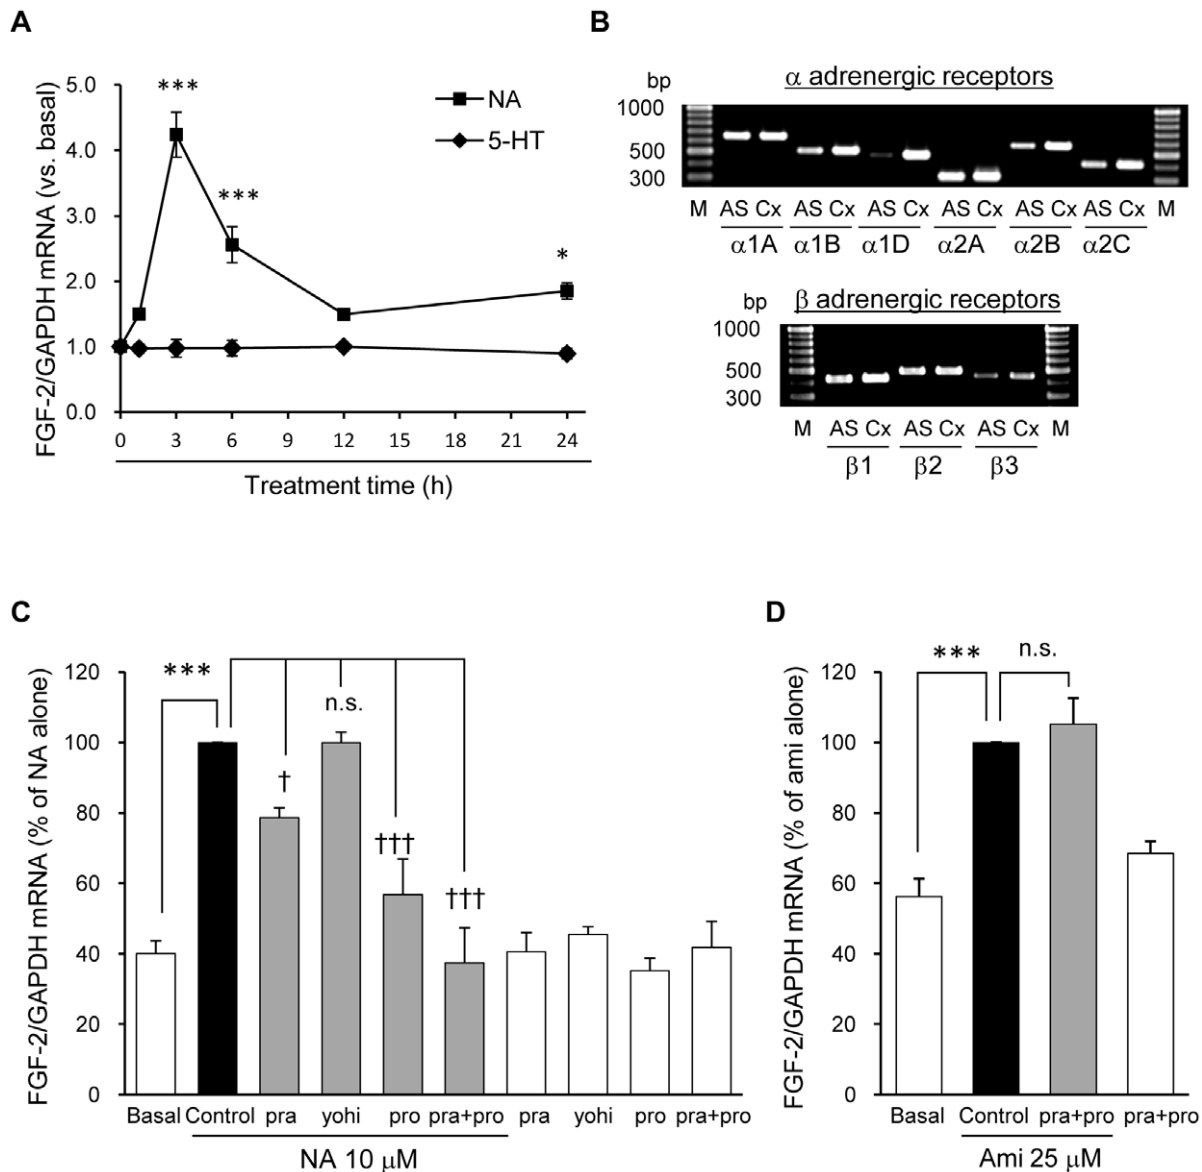 A
FGF-2/GAPDH mRNA (vs. basal)
5.0
4.0
3.0
2.0
1.0
0.0
***
***
*
NA
5-HT
0 3 6 9 12 15 18 21 24
Treatment time (h)
B
α adrenergic receptors
bp
1000
500
300
M AS Cx AS Cx AS Cx AS Cx AS Cx AS Cx M
α1A α1B α1D α2A α2B α2C
β adrenergic receptors
bp
1000
500
300
M AS Cx AS Cx AS Cx M
β1 β2 β3
C
FGF-2/GAPDH mRNA (% of NA alone)
120
100
80
60
40
20
0
***
†
n.s.
†††
†††
Basal Control pra yohi pro pra+pro pra yohi pro pra+pro
NA 10 μM
D
FGF-2/GAPDH mRNA (% of ami alone)
120
100
80
60
40
20
0
***
n.s.
Basal Control pra+pro pra+pro
Ami 25 μM